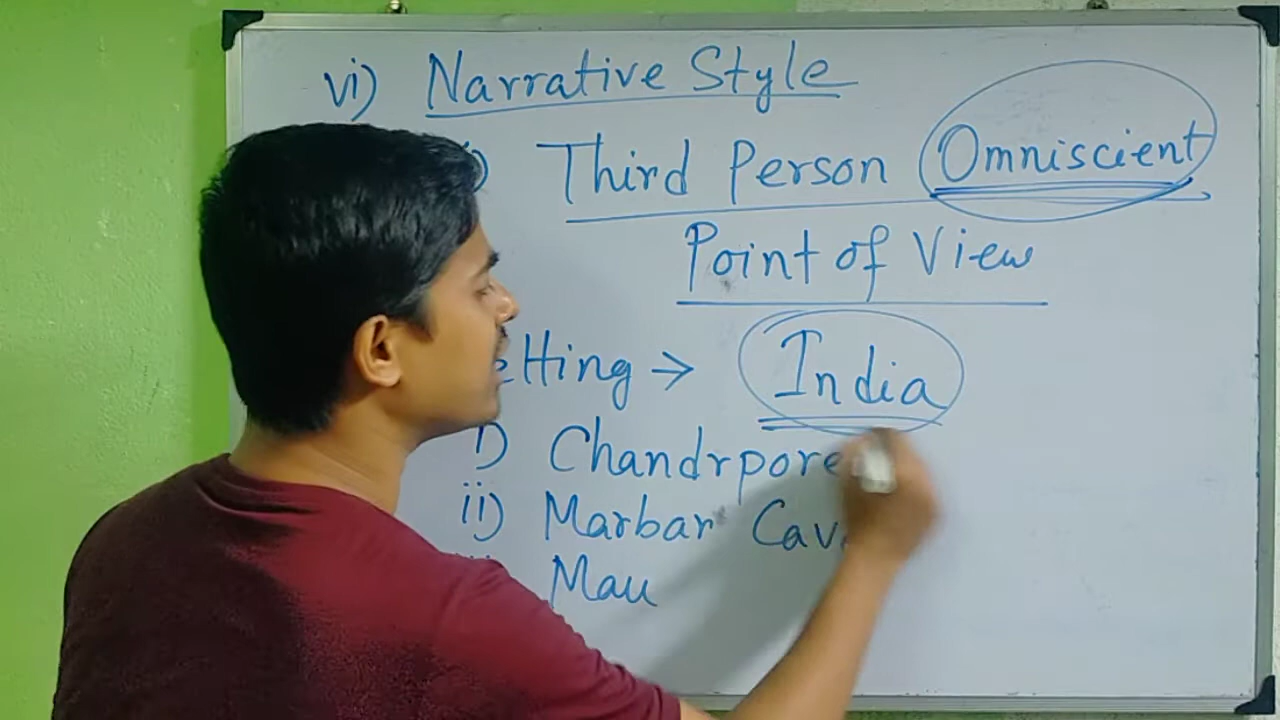 vi) Narrative Style
) Third Person Omniscient
Point of View
etting → India
i) Chandrpore
ii) Marbar Cav
Mau